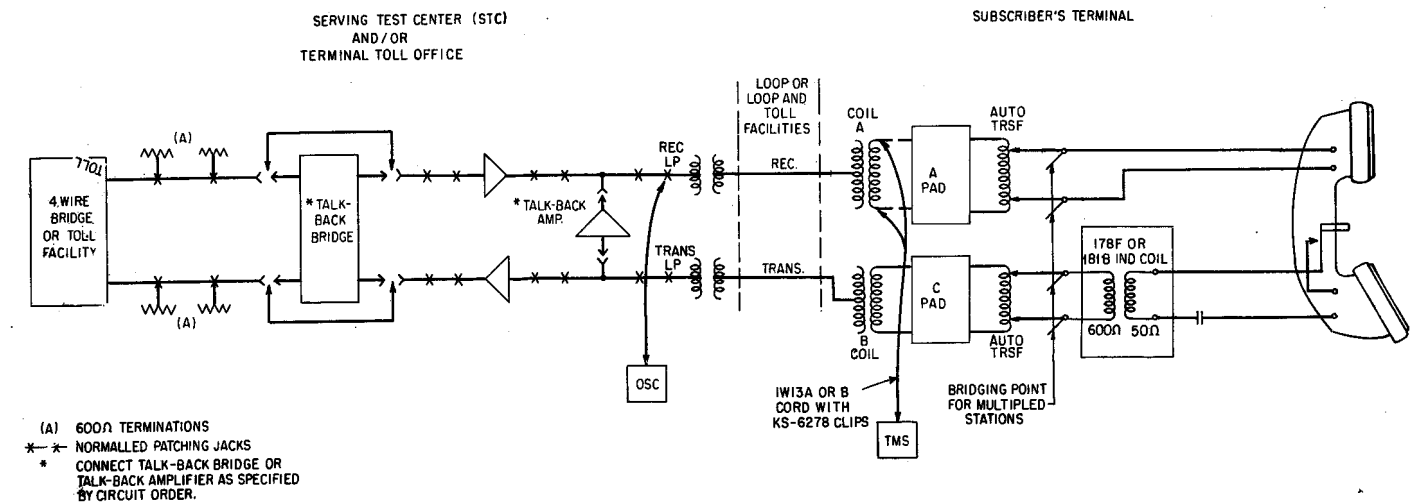 SERVING TEST CENTER (STC)
AND/OR
TERMINAL TOLL OFFICE
SUBSCRIBER'S TERMINAL
(A)
TOLL
4 WIRE
BRIDGE
OR TOLL
FACILITY
(A)
* TALK-
BACK
BRIDGE
* TALK-BACK
AMP.
REC
LP
TRANS
LP
OSC
LOOP OR
LOOP AND
TOLL
FACILITIES
REC.
TRANS.
COIL
A
A
PAD
AUTO
TRSF
B
COIL
C
PAD
AUTO
TRSF
178F OR
181B IND COIL
600Ω 50Ω
1W13A OR B
CORD WITH
KS-6278 CLIPS
TMS
BRIDGING POINT
FOR MULTIPLED
STATIONS
(A) 600Ω TERMINATIONS
NORMALLED PATCHING JACKS
* CONNECT TALK-BACK BRIDGE OR
TALK-BACK AMPLIFIER AS SPECIFIED
BY CIRCUIT ORDER.